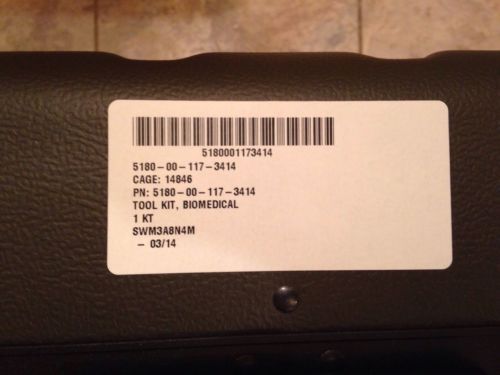 5180001173414
5180-00-117-3414
CAGE: 14846
PN: 5180-00-117-3414
TOOL KIT, BIOMEDICAL
1 KT
SWM3A8N4M
- 03/14